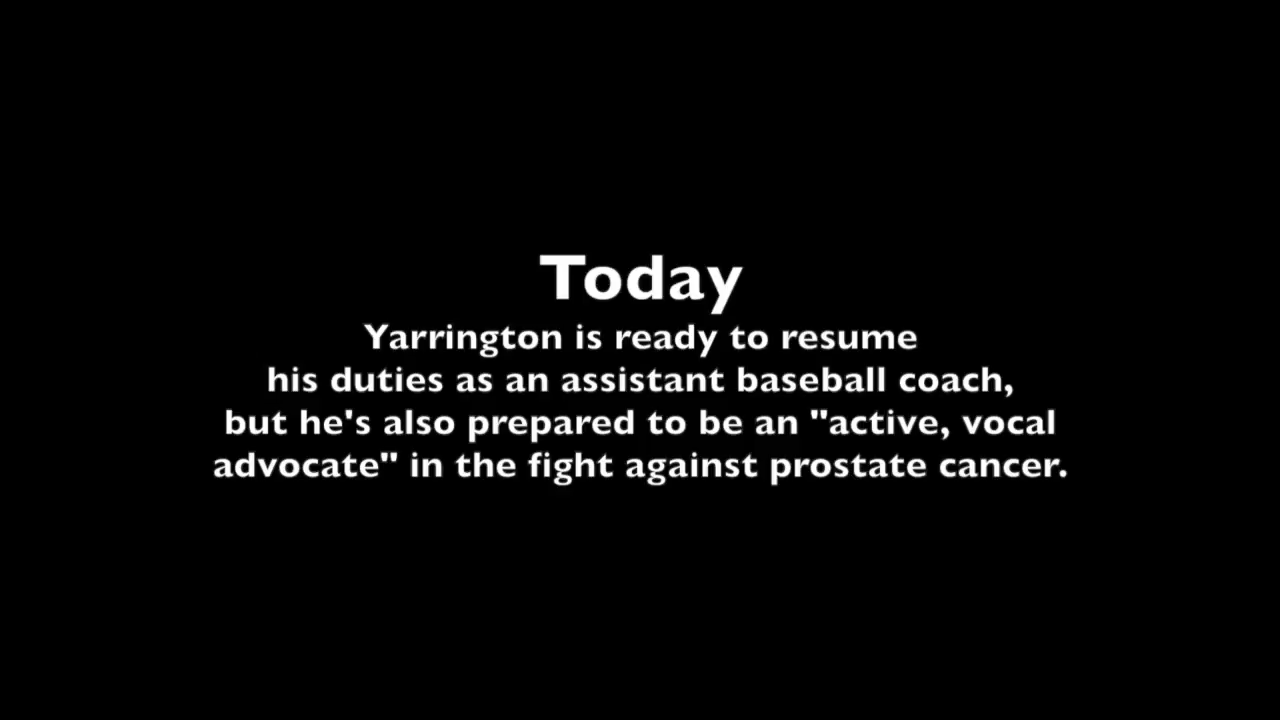 Today
Yarrington is ready to resume
his duties as an assistant baseball coach,
but he's also prepared to be an "active, vocal
advocate" in the fight against prostate cancer.